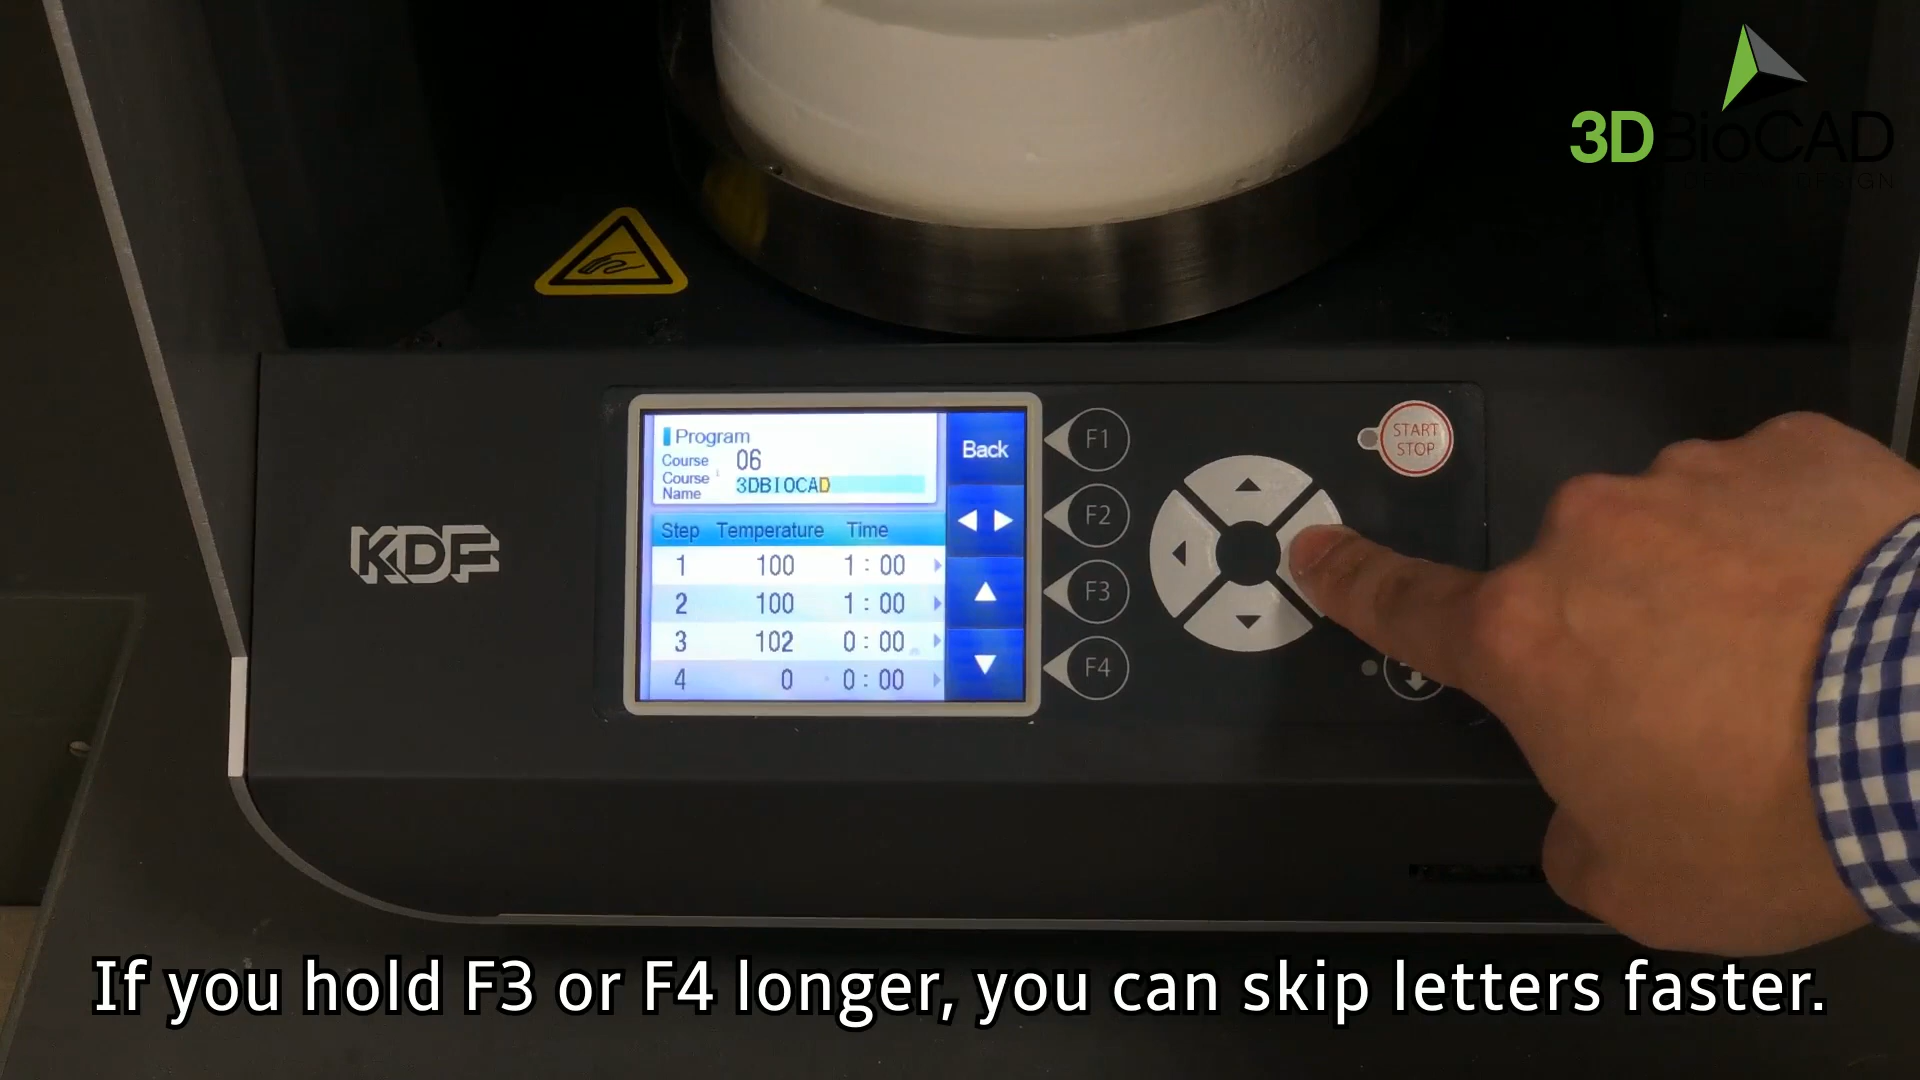 3DBioCAD
DESIGN
Program
Course 06
Course Name 3DBIOCAD
Back
Step Temperature Time
1 100 1:00
2 100 1:00
3 102 0:00
4 0 0:00
F1
F2
F3
F4
START
STOP
KDF
If you hold F3 or F4 longer, you can skip letters faster.